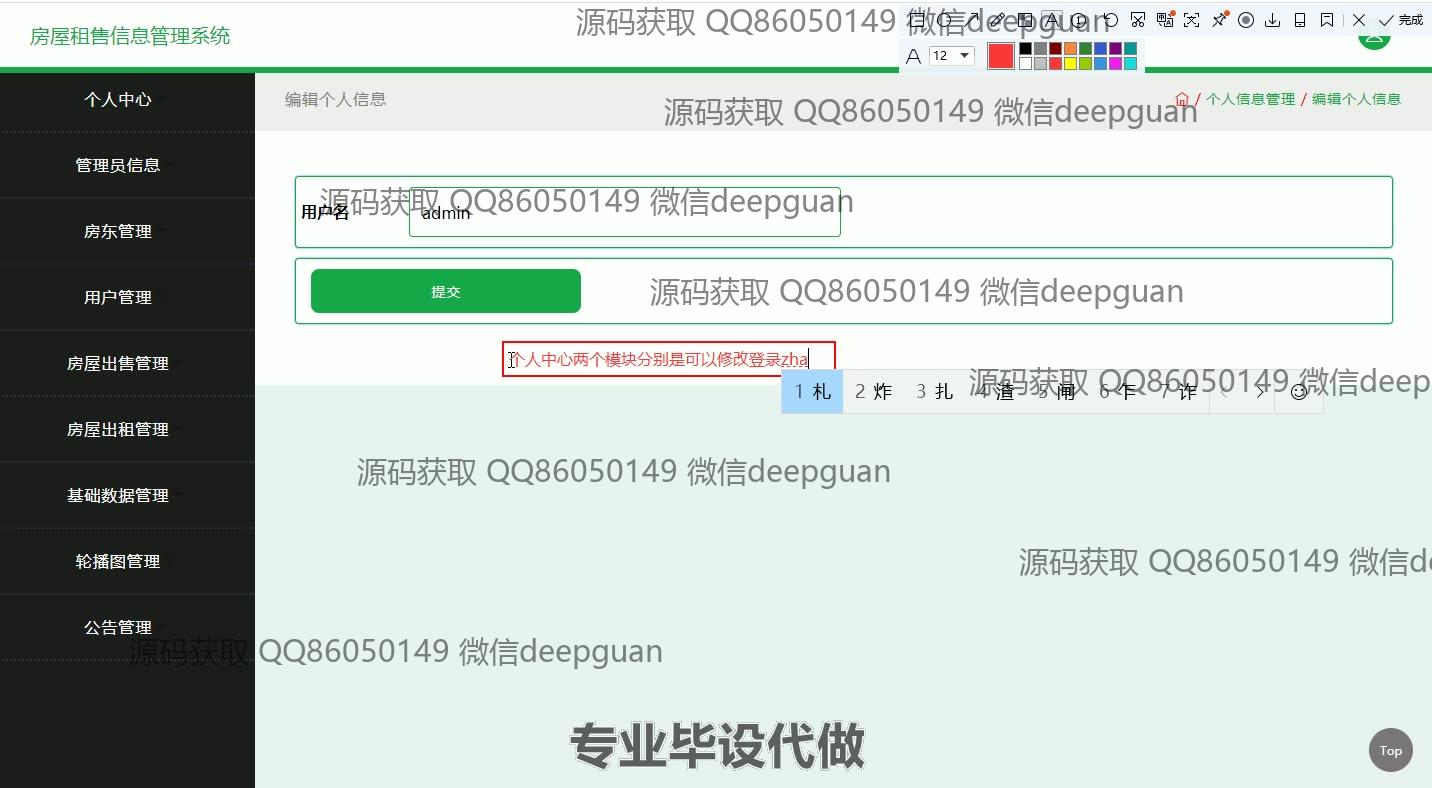 源码获取 QQ86050149 微信deepguan
完成
房屋租售信息管理系统
A 12
个人中心
编辑个人信息
/ 个人信息管理 / 编辑个人信息
源码获取 QQ86050149 微信deepguan
管理员信息
源码获取 QQ86050149 微信deepguan
用户名 admin
房东管理
用户管理
提交
源码获取 QQ86050149 微信deepguan
房屋出售管理
个人中心两个模块分别是可以修改登录zha
1 札 2 炸 3 扎 4 渣 5 闸 6 乍 7 诈
源码获取 QQ86050149 微信deep
房屋出租管理
源码获取 QQ86050149 微信deepguan
基础数据管理
轮播图管理
源码获取 QQ86050149 微信de
公告管理
源码获取 QQ86050149 微信deepguan
专业毕设代做
Top